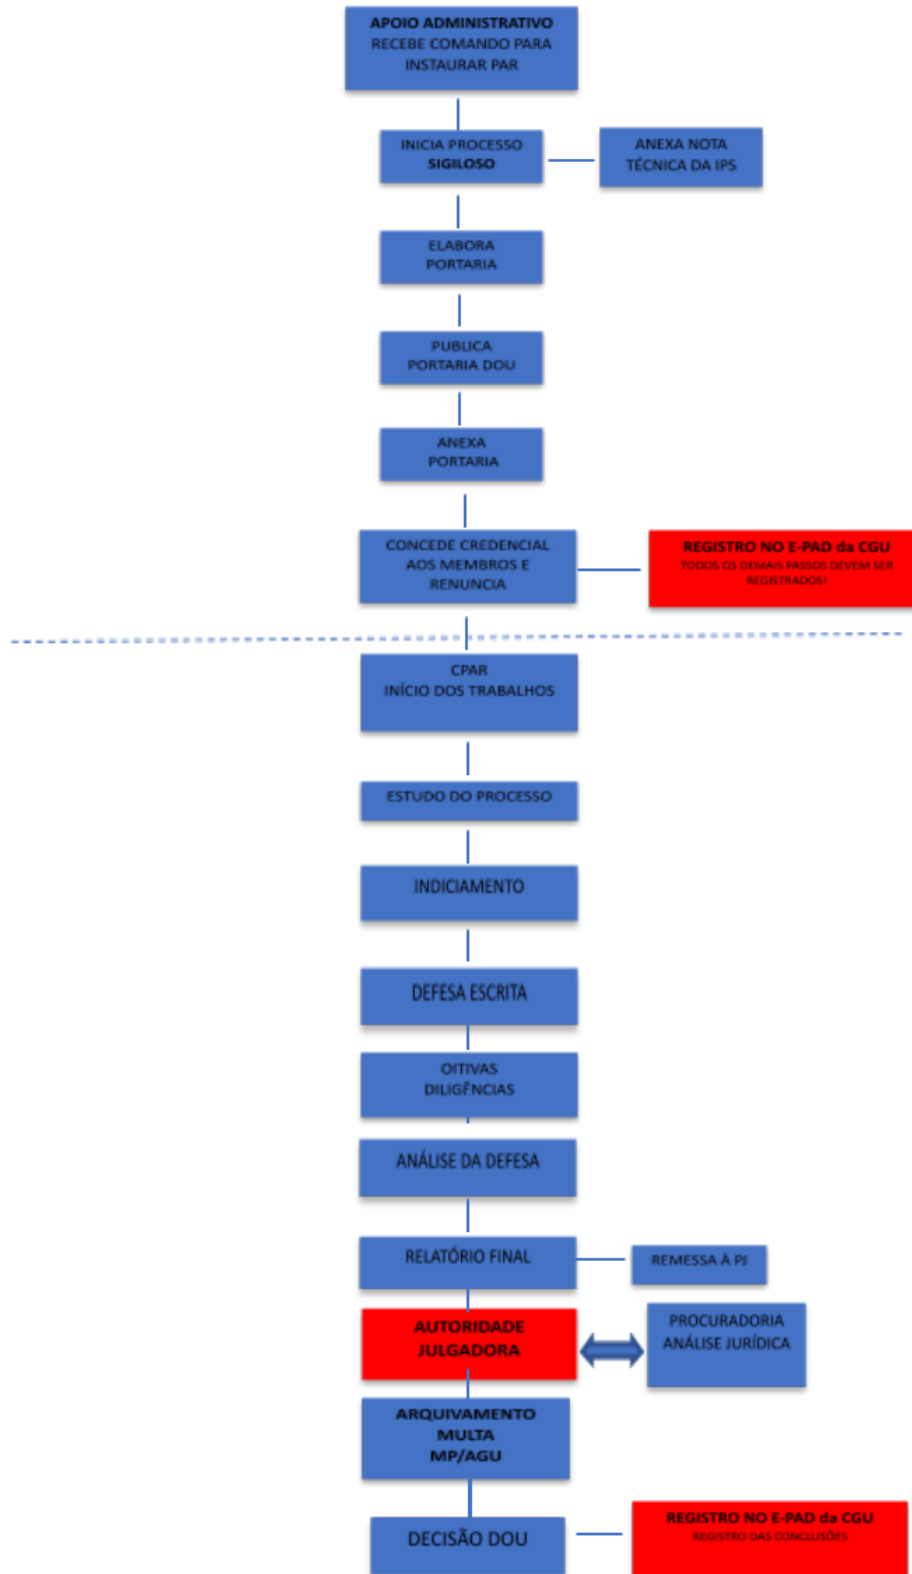 APOIO ADMINISTRATIVO
RECEBE COMANDO PARA
INSTAURAR PAR
INICIA PROCESSO
SIGILOSO
ANEXA NOTA
TÉCNICA DA IPS
ELABORA
PORTARIA
PUBLICA
PORTARIA DOU
ANEXA
PORTARIA
CONCEDE CREDENCIAL
AOS MEMBROS E
RENUNCIA
REGISTRO NO E-PAD da CGU
TODOS OS DEMAIS PASSOS DEVEM SER
REGISTRADOS!
CPAR
INÍCIO DOS TRABALHOS
ESTUDO DO PROCESSO
INDICIAMENTO
DEFESA ESCRITA
OITIVAS
DILIGÊNCIAS
ANÁLISE DA DEFESA
RELATÓRIO FINAL
REMESSA À PJ
AUTORIDADE
JULGADORA
PROCURADORIA
ANÁLISE JURÍDICA
ARQUIVAMENTO
MULTA
MP/AGU
DECISÃO DOU
REGISTRO NO E-PAD da CGU
REGISTRO DAS CONCLUSÕES